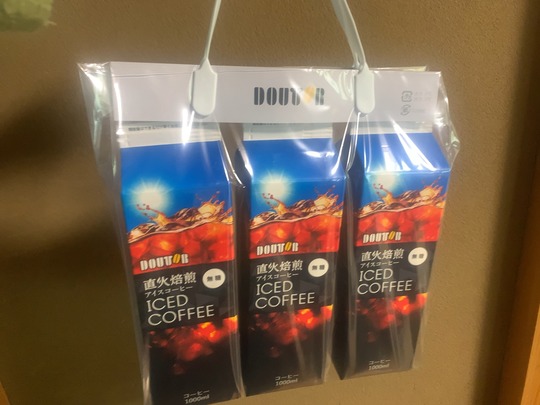 DOUTOR
DOUTOR
直火焙煎
無糖
アイスコーヒー
ICED
COFFEE
コーヒー
1000ml
DOUTOR
直火焙煎
無糖
アイスコーヒー
ICED
COFFEE
コーヒー
1000ml
DOUTOR
直火焙煎
無糖
アイスコーヒー
ICED
COFFEE
コーヒー
1000ml